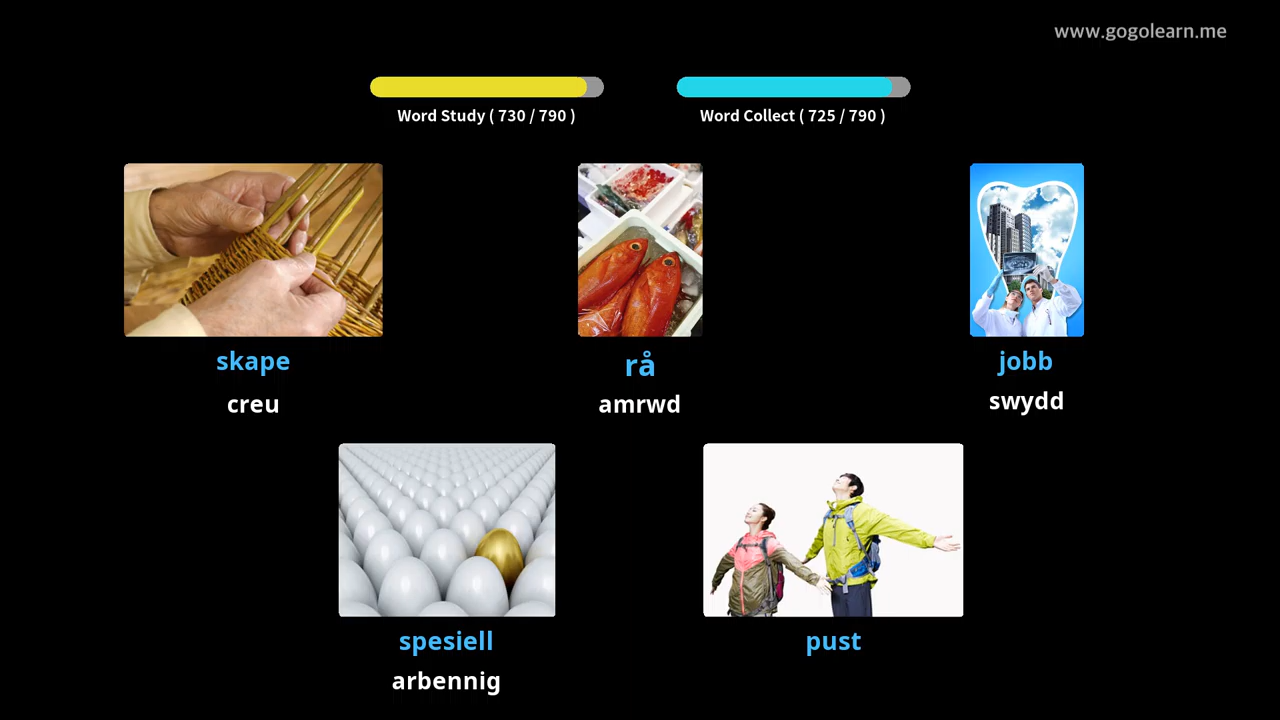 www.gogolearn.me
Word Study ( 730 / 790 )
Word Collect ( 725 / 790 )
skape
rå
jobb
creu
amrwd
swydd
spesiell
pust
arbennig